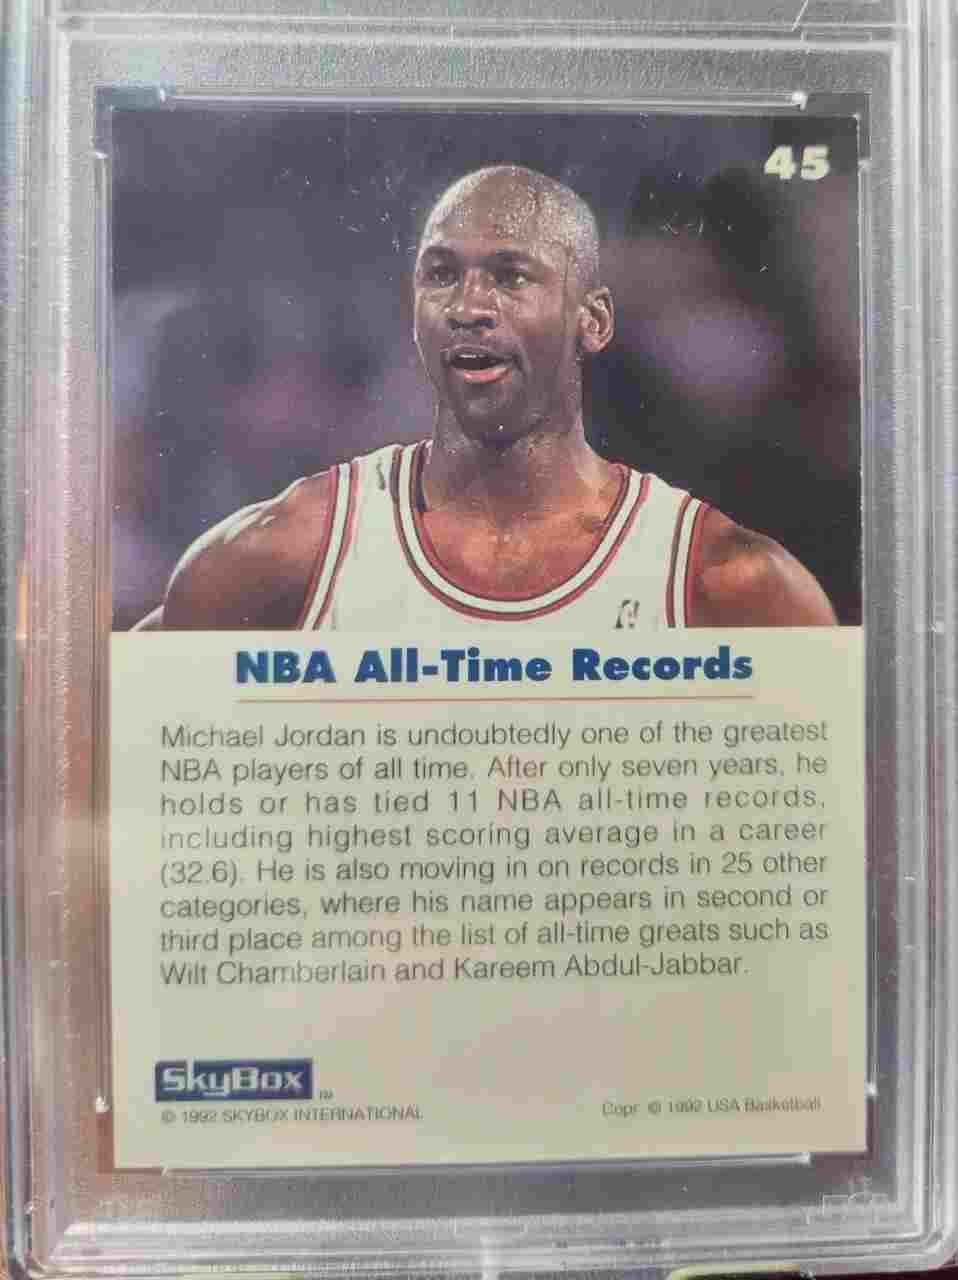 45
NBA All-Time Records
Michael Jordan is undoubtedly one of the greatest
NBA players of all time. After only seven years, he
holds or has tied 11 NBA all-time records,
including highest scoring average in a career
(32.6). He is also moving in on records in 25 other
categories, where his name appears in second or
third place among the list of all-time greats such as
Wilt Chamberlain and Kareem Abdul-Jabbar.
SkyBox TM
© 1992 SKYBOX INTERNATIONAL
Copr. © 1992 USA Basketball